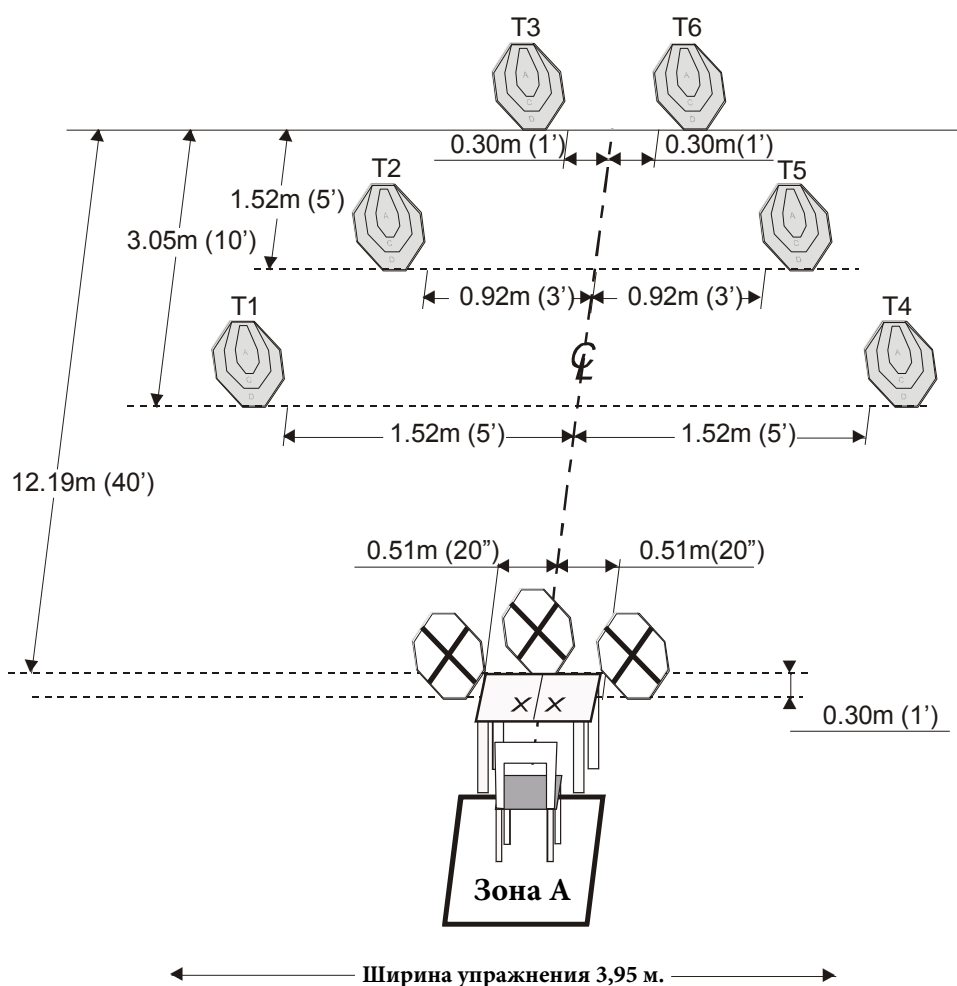 T3 T6
A A
C C
D D
0.30m (1’) 0.30m(1’)
T2 T5
1.52m (5’)
A A
C C
D D
3.05m (10’)
0.92m (3’) 0.92m (3’)
T1 T4
A A
C C
D D
℄
1.52m (5’) 1.52m (5’)
12.19m (40’)
0.51m (20”) 0.51m(20”)
X X
0.30m (1’)
Зона А
Ширина упражнения 3,95 м.